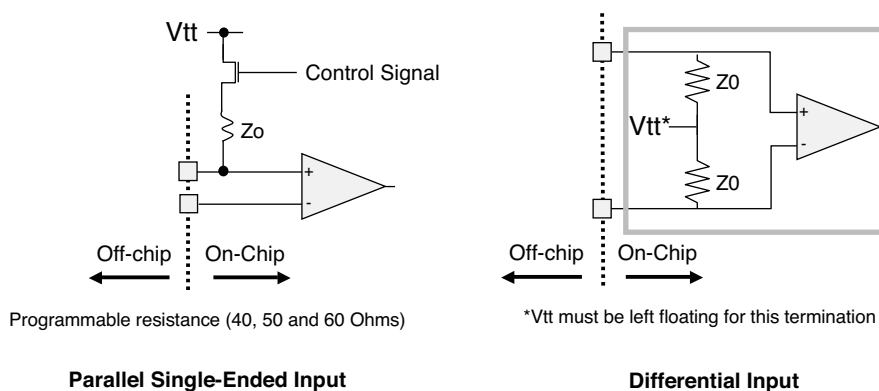 Vtt
Control Signal
Zo
+
-
Off-chip On-Chip
Programmable resistance (40, 50 and 60 Ohms)
Parallel Single-Ended Input
Z0
Vtt*
+
-
Z0
Off-chip On-Chip
*Vtt must be left floating for this termination
Differential Input